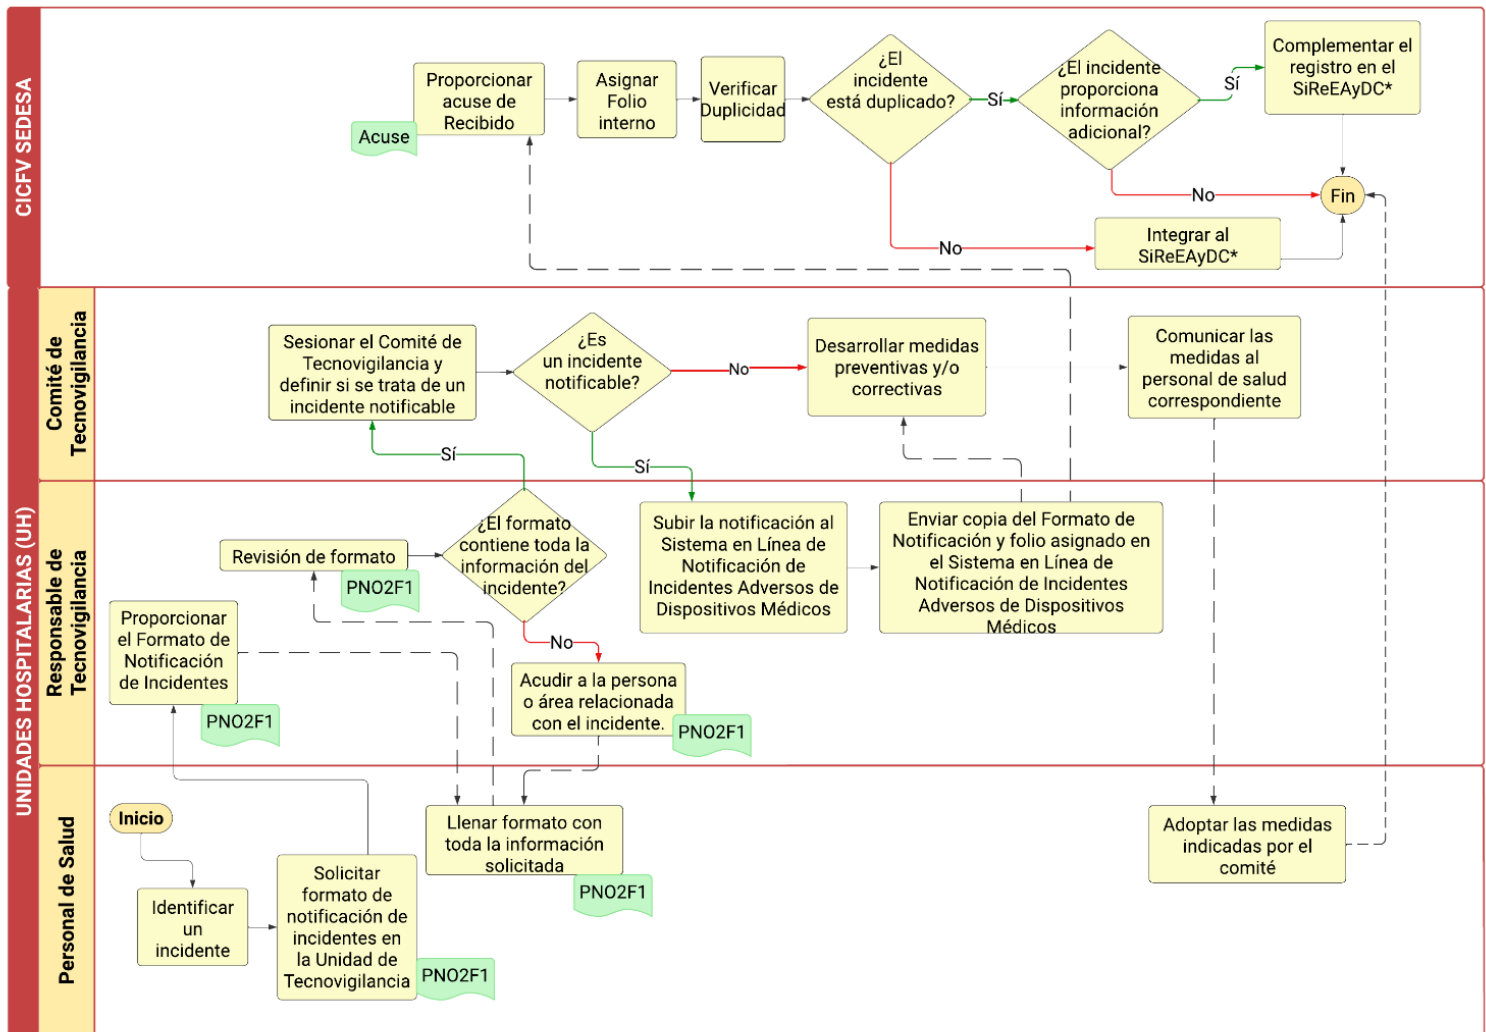 CICFV SEDESA
Proporcionar
acuse de
Recibido
Acuse
Asignar
Folio
interno
Verificar
Duplicidad
¿El
incidente
está duplicado?
Sí
¿El incidente
proporciona
información
adicional?
Sí
Complementar el
registro en el
SiReEAyDC*
No
Fin
No
Integrar al
SiReEAyDC*
UNIDADES HOSPITALARIAS (UH)
Comité de
Tecnovigilancia
Sesionar el Comité de
Tecnovigilancia y
definir si se trata de un
incidente notificable
¿Es
un incidente
notificable?
No
Desarrollar medidas
preventivas y/o
correctivas
Comunicar las
medidas al
personal de salud
correspondiente
Sí
Sí
Responsable de
Tecnovigilancia
Revisión de formato
PNO2F1
¿El formato
contiene toda la
información del
incidente?
Subir la notificación al
Sistema en Línea de
Notificación de
Incidentes Adversos de
Dispositivos Médicos
Enviar copia del Formato de
Notificación y folio asignado en
el Sistema en Línea de
Notificación de Incidentes
Adversos de Dispositivos
Médicos
Proporcionar
el Formato de
Notificación
de Incidentes
PNO2F1
No
Acudir a la persona
o área relacionada
con el incidente.
PNO2F1
Personal de Salud
Inicio
Identificar
un
incidente
Solicitar
formato de
notificación de
incidentes en
la Unidad de
Tecnovigilancia
PNO2F1
Llenar formato con
toda la información
solicitada
PNO2F1
Adoptar las medidas
indicadas por el
comité